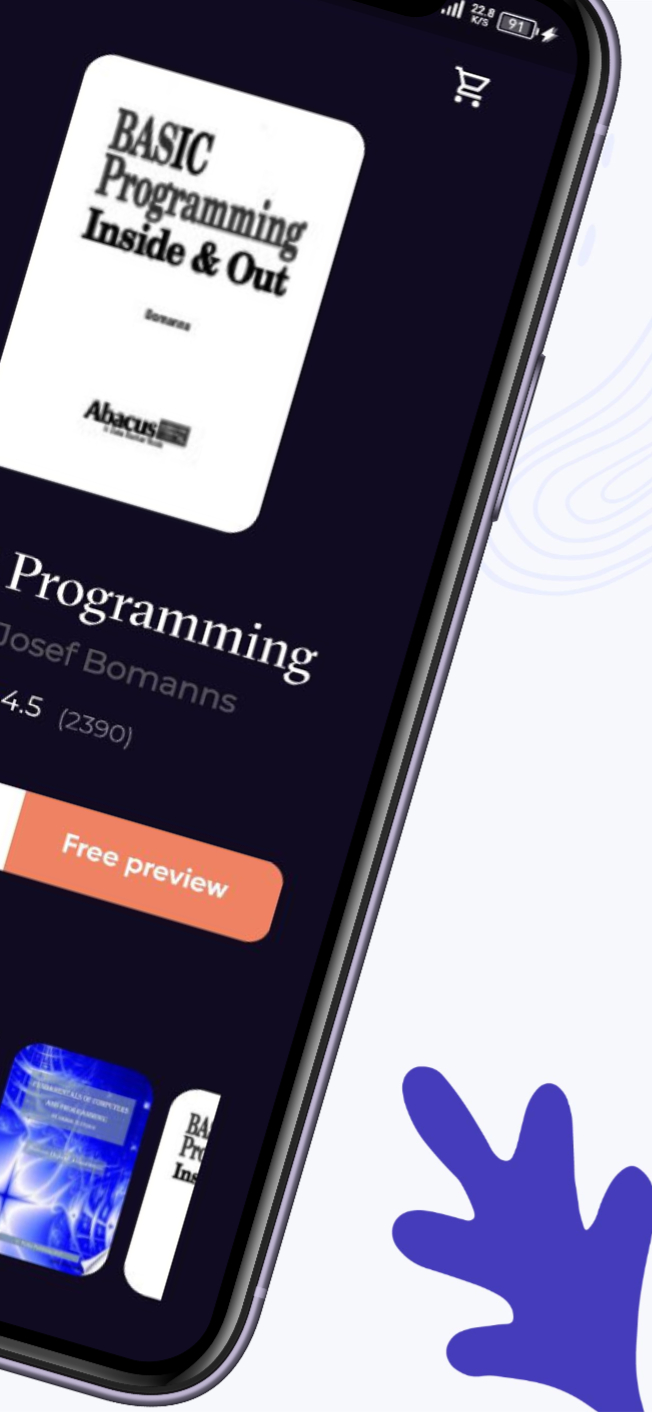 22.8
K/S
91
BASIC
Programming
Inside & Out
Bomanns
Abacus
Programming
Josef Bomanns
4.5 (2390)
Free preview
FUNDAMENTALS OF COMPUTERS
AND PROGRAMMING
BA
Pro
Ins